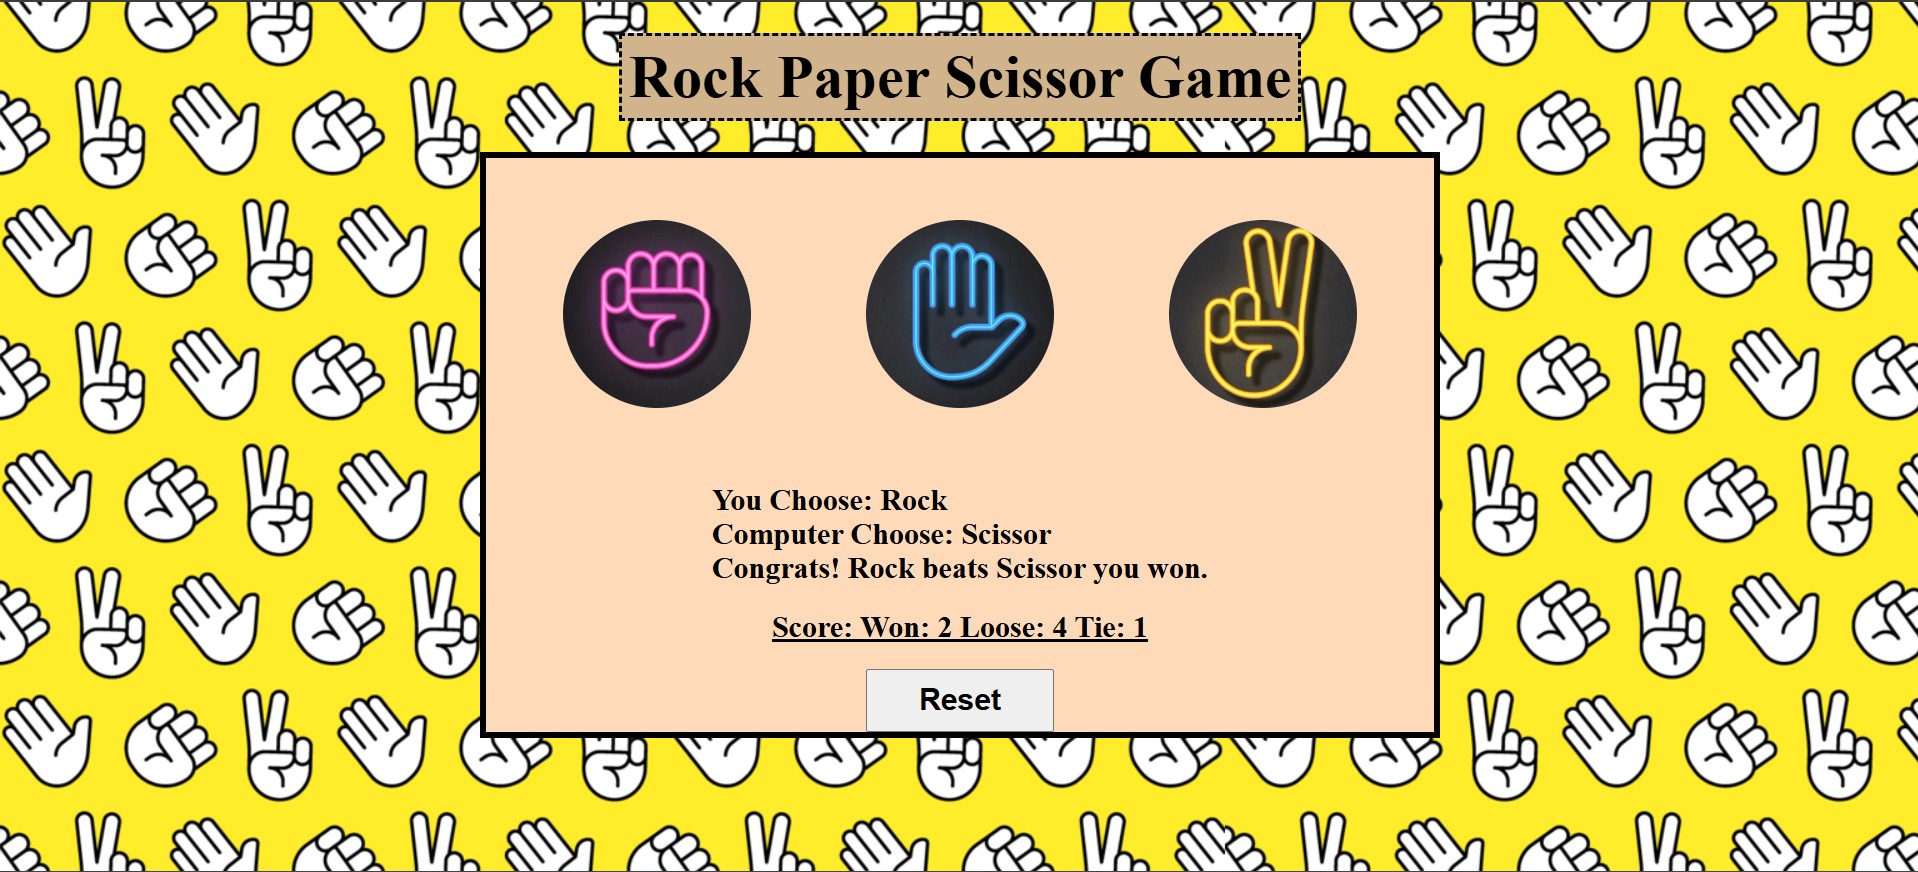 Rock Paper Scissor Game
You Choose: Rock
Computer Choose: Scissor
Congrats! Rock beats Scissor you won.
Score: Won: 2 Loose: 4 Tie: 1
Reset